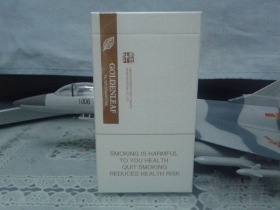 GOLDENLEAF
1006
SMOKING IS HARMFUL
TO YOU HEALTH
QUIT SMOKING
REDUCES HEALTH RISK